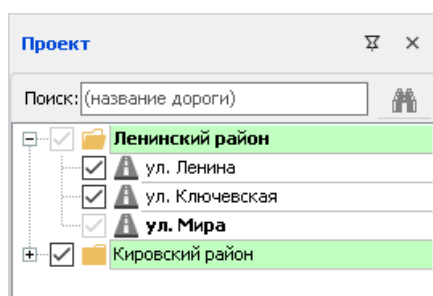 Проект
Поиск: (название дороги)
Ленинский район
ул. Ленина
ул. Ключевская
ул. Мира
Кировский район